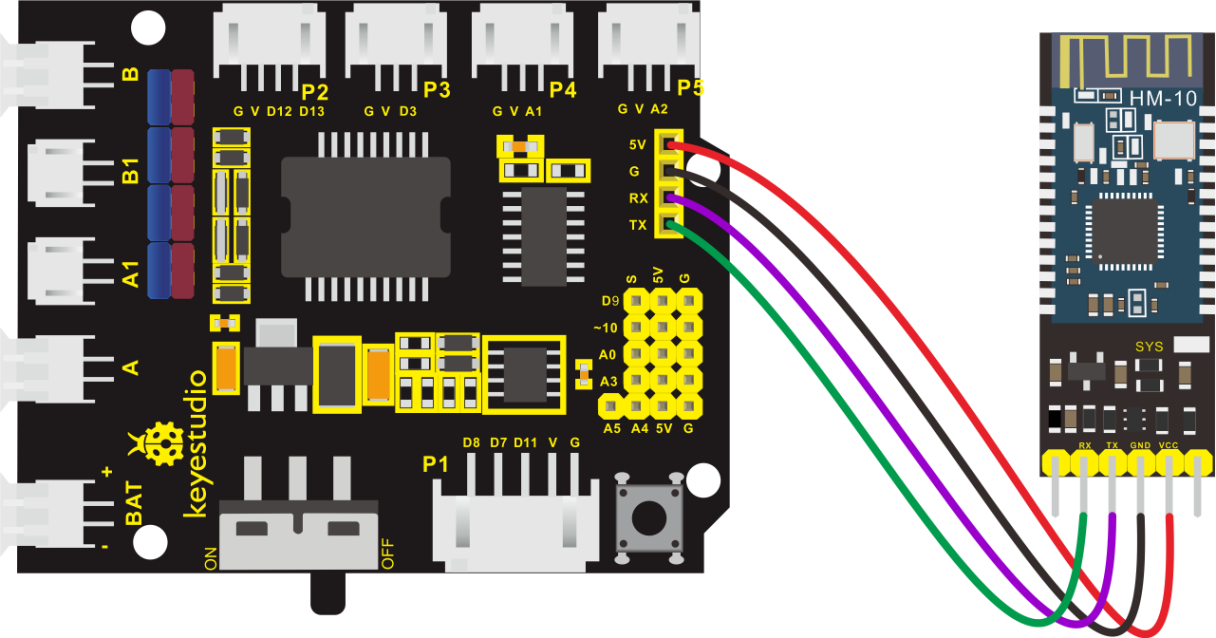 P2
P3
P4
P5
G V D12 D13
G V D3
G V A1
G V A2
B
B1
A1
A
BAT
+
-
5V
G
RX
TX
S 5V G
D9
~10
A0
A3
A5 A4 5V G
keyestudio
P1
D8 D7 D11 V G
ON
OFF
HM-10
SYS
RX TX GND VCC